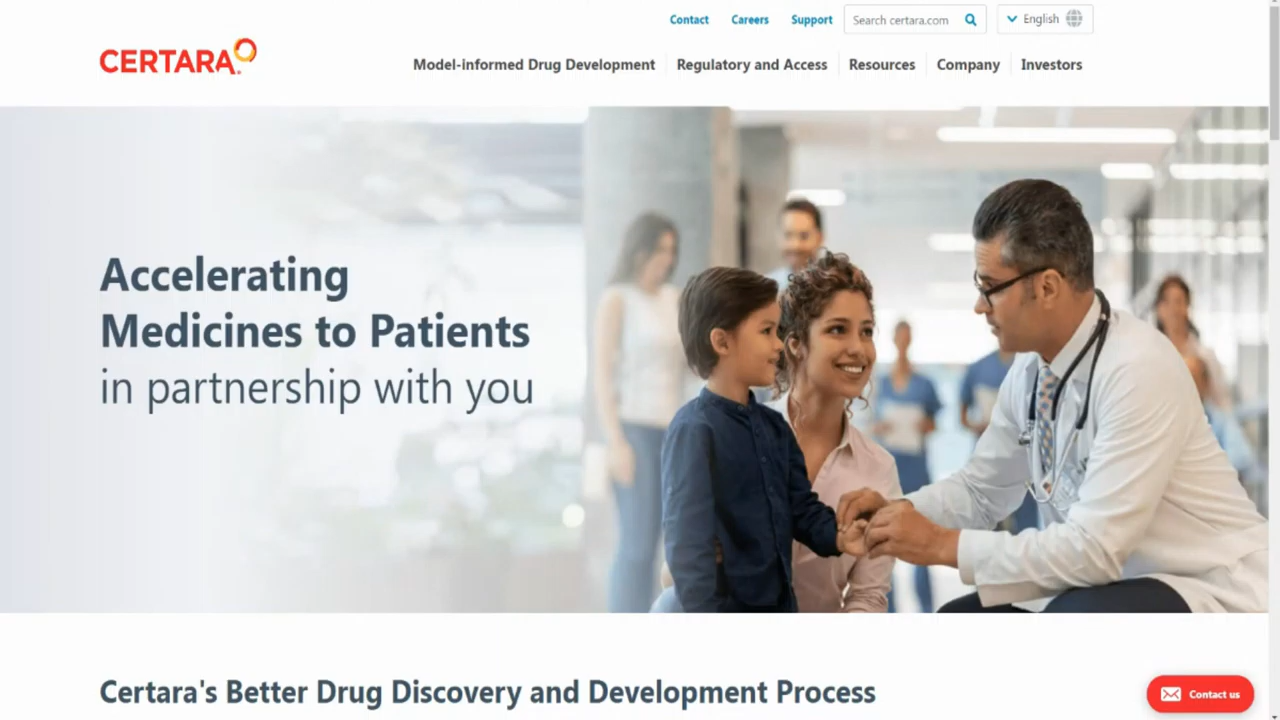 Contact Careers Support Search certara.com English
CERTARA
Model-informed Drug Development Regulatory and Access Resources Company Investors
Accelerating
Medicines to Patients
in partnership with you
Certara's Better Drug Discovery and Development Process
Contact us